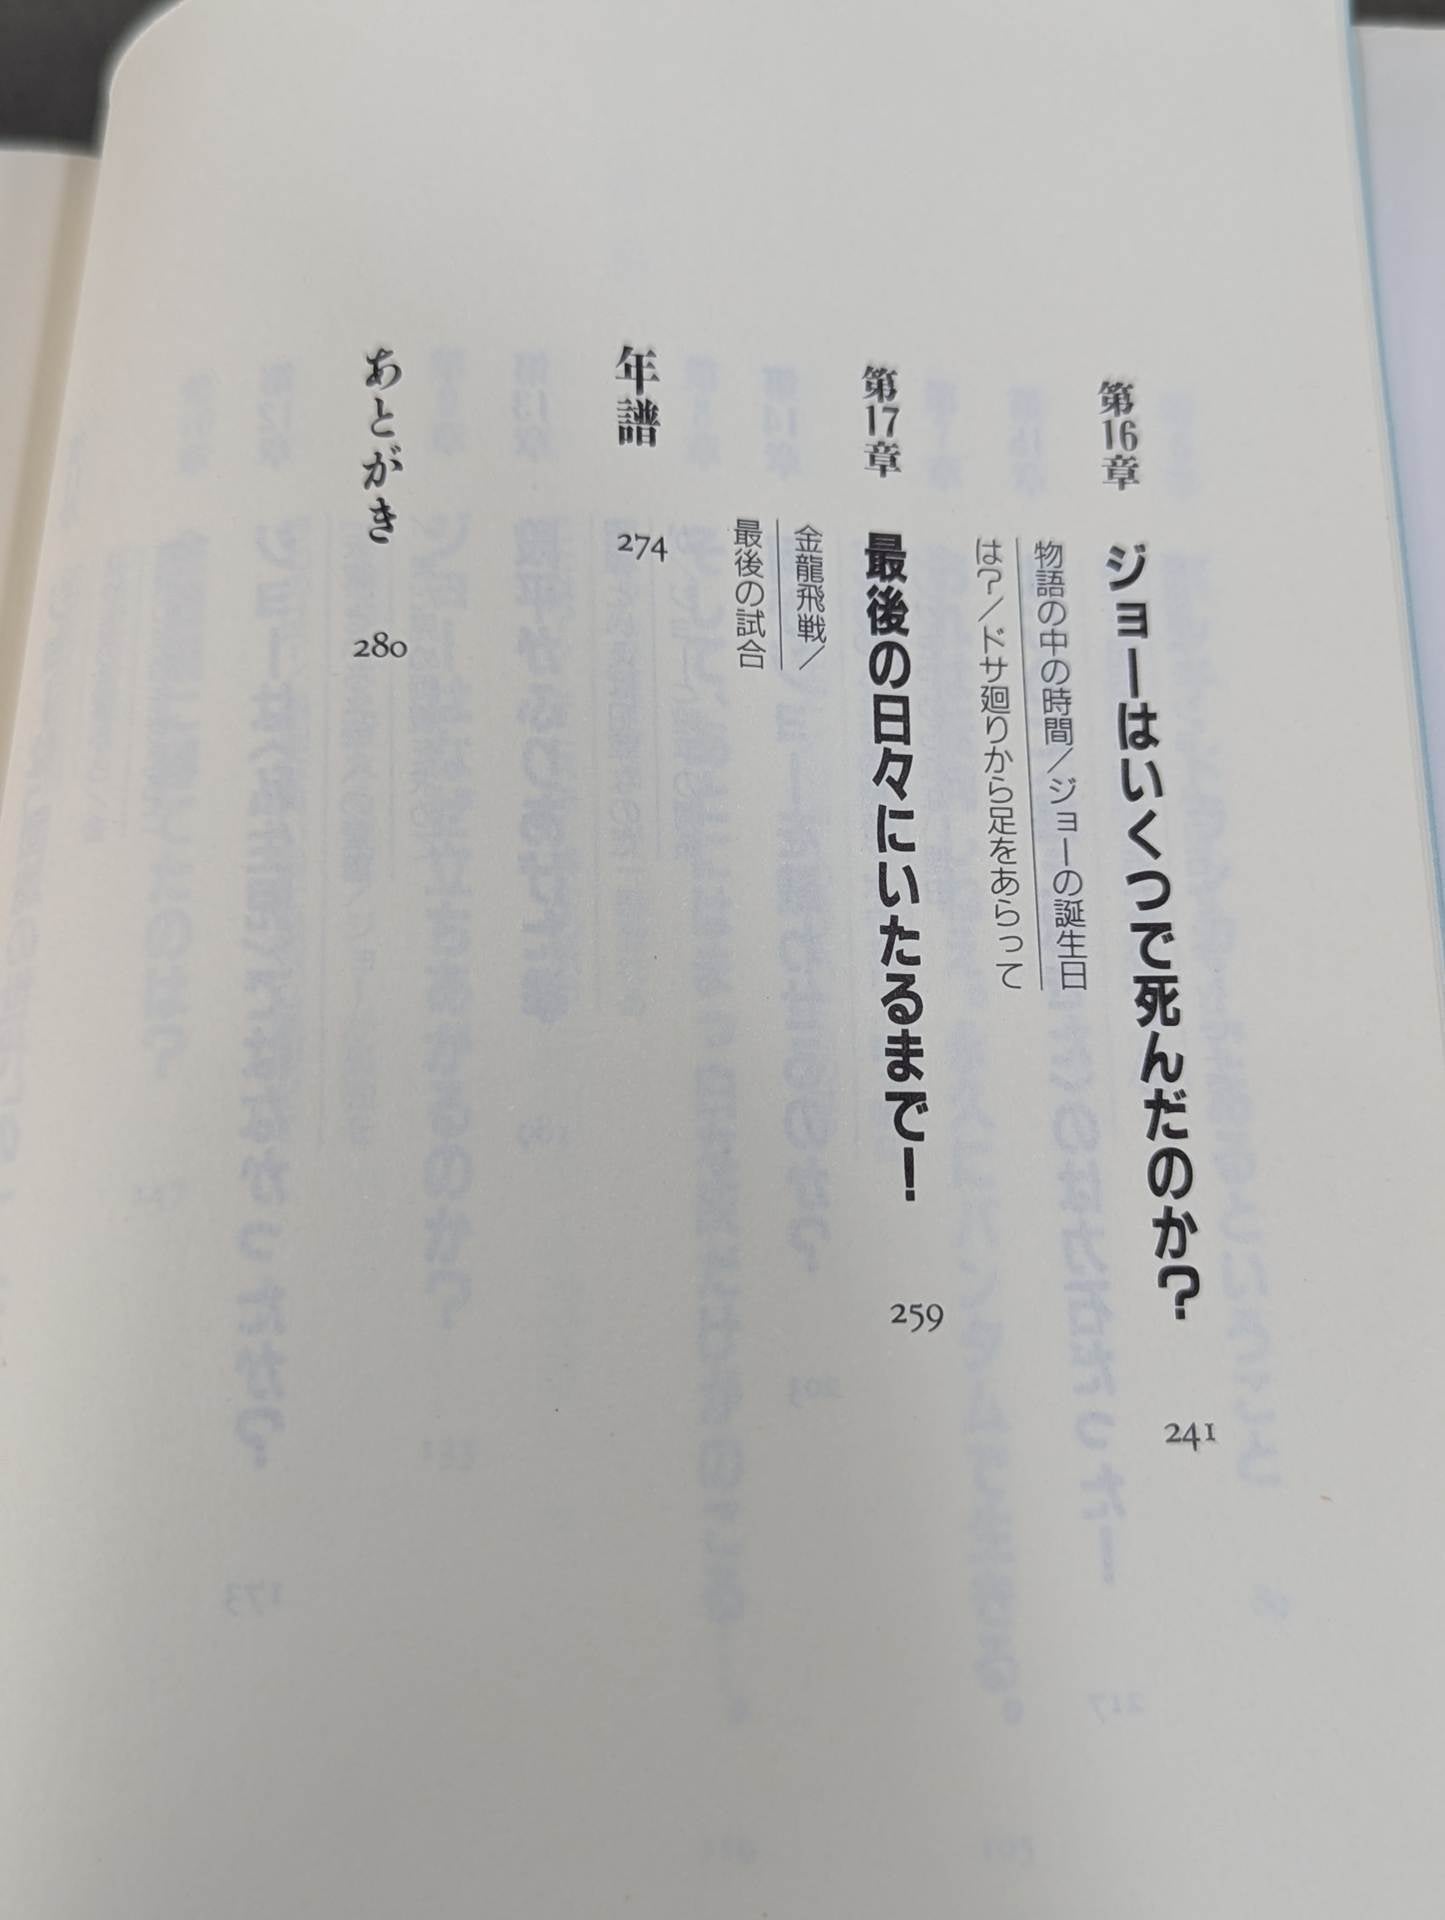 第16章 ジョーはいくつで死んだのか? 241
物語の中の時間／ジョーの誕生日
は?／ドサ廻りから足をあらって
第17章 最後の日々にいたるまで! 259
金龍飛戦／
最後の試合
年譜 274
あとがき 280